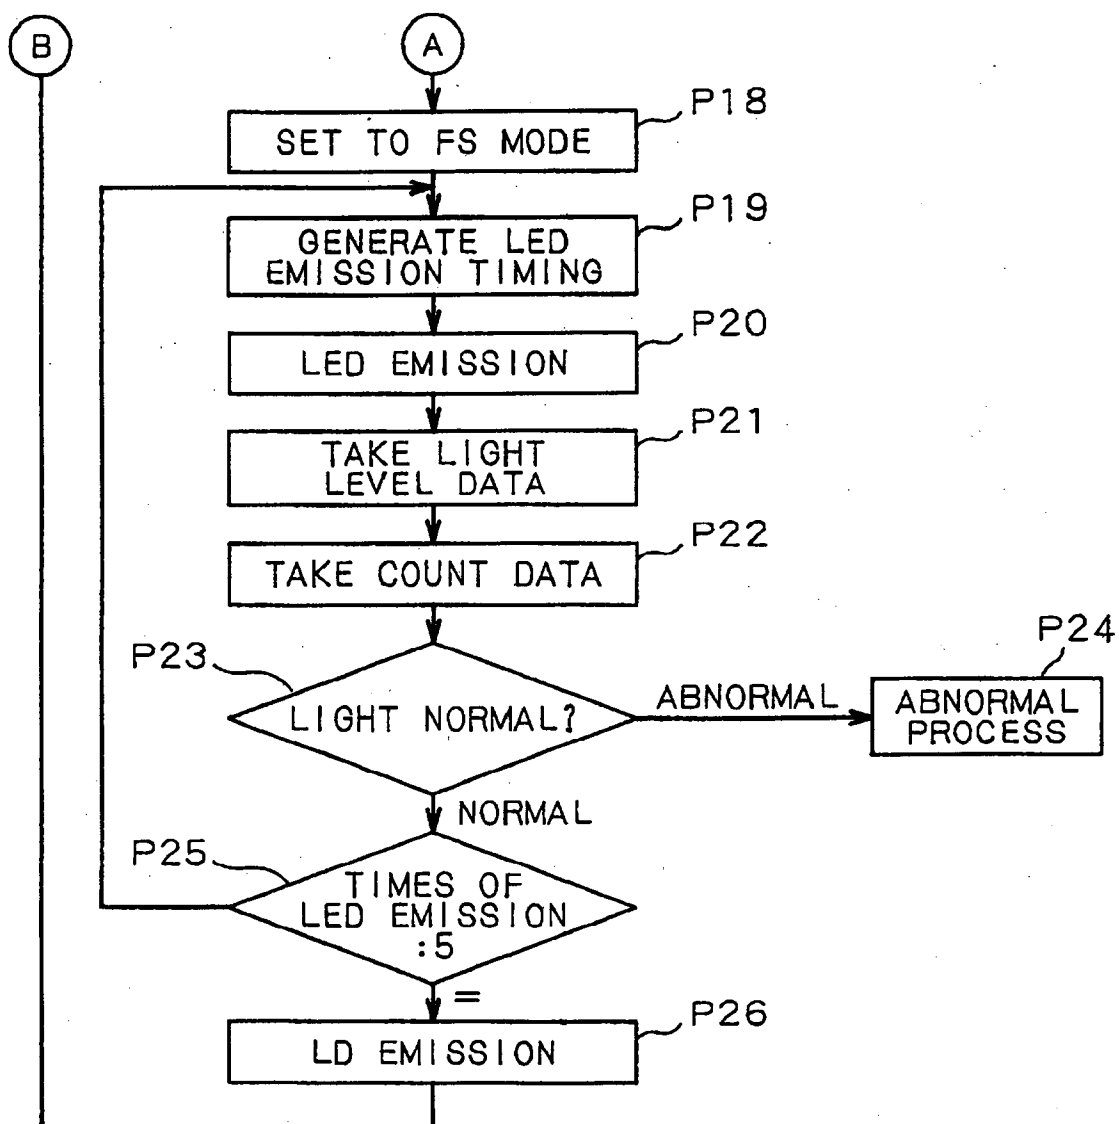 B
A
P18
SET TO FS MODE
P19
GENERATE LED
EMISSION TIMING
P20
LED EMISSION
P21
TAKE LIGHT
LEVEL DATA
P22
TAKE COUNT DATA
P23
LIGHT NORMAL?
ABNORMAL
P24
ABNORMAL
PROCESS
NORMAL
P25
TIMES OF
LED EMISSION
:5
=
P26
LD EMISSION